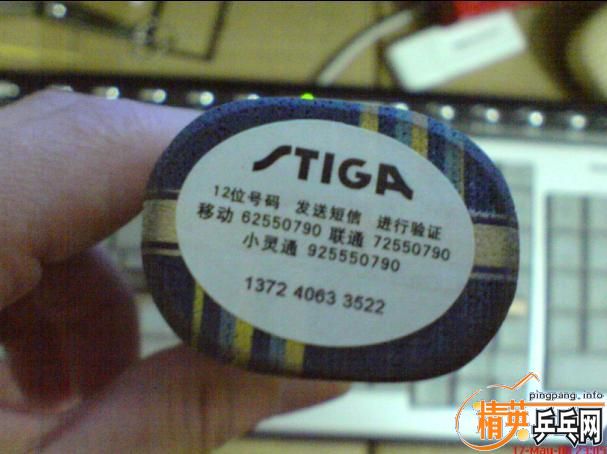 STIGA
12位号码 发送短信 进行验证
移动 62550790 联通 72550790
小灵通 925550790
1372 4063 3522
pingpang.info
精英乒乓网